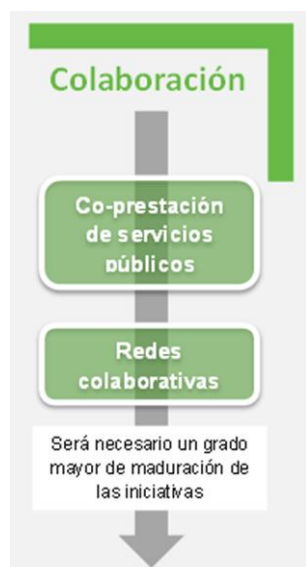 Colaboración
Co-prestación
de servicios
públicos
Redes
colaborativas
Será necesario un grado
mayor de maduración de
las iniciativas